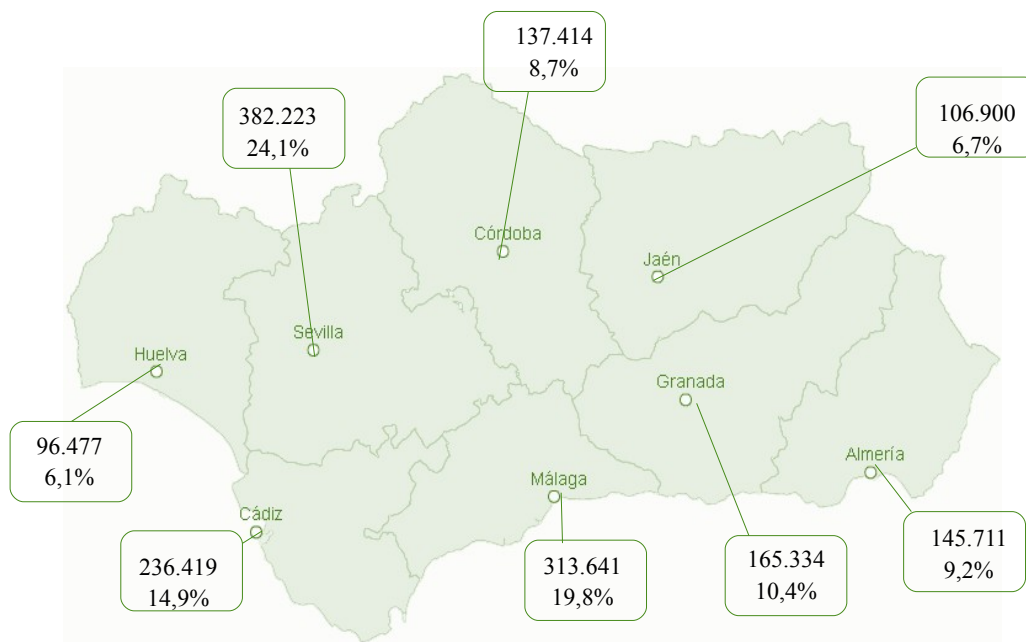 137.414
8,7%
382.223
24,1%
106.900
6,7%
Córdoba
Jaén
Sevilla
Huelva
Granada
96.477
6,1%
Almería
Málaga
Cádiz
236.419
14,9%
313.641
19,8%
165.334
10,4%
145.711
9,2%